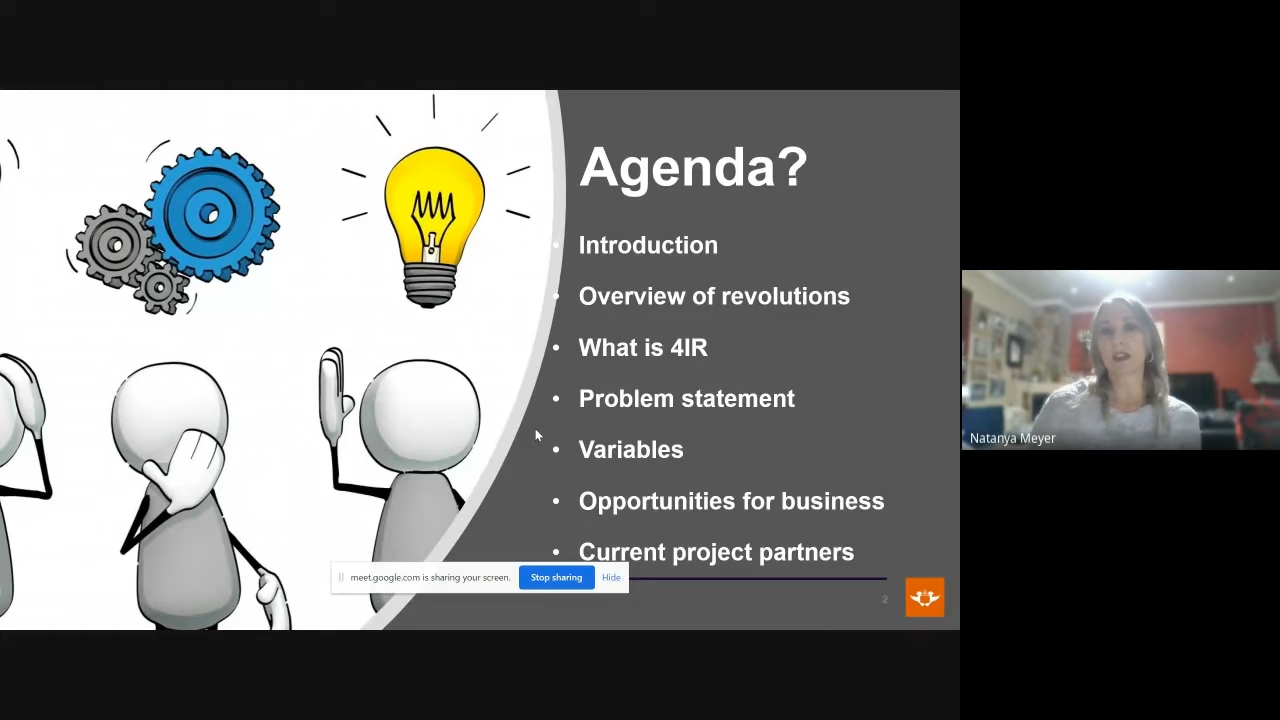 Agenda?
• Introduction
• Overview of revolutions
• What is 4IR
• Problem statement
• Variables
• Opportunities for business
• Current project partners
meet.google.com is sharing your screen. Stop sharing Hide
2
Natanya Meyer